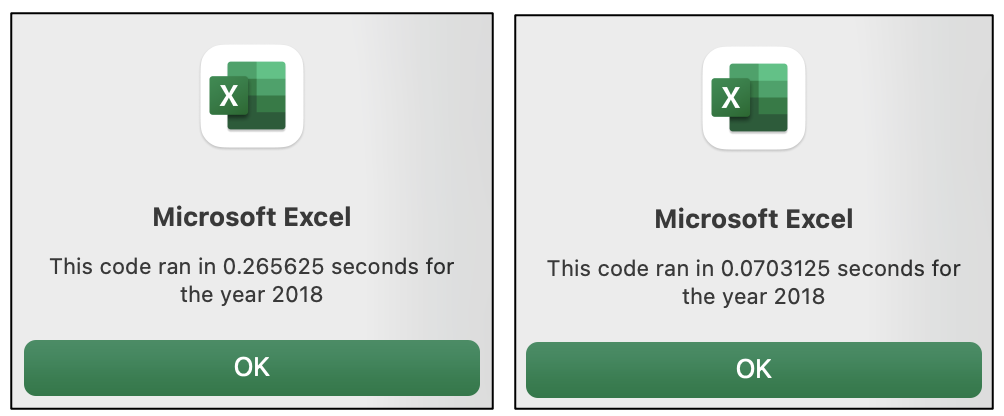 X
Microsoft Excel
This code ran in 0.265625 seconds for
the year 2018
OK
X
Microsoft Excel
This code ran in 0.0703125 seconds for
the year 2018
OK